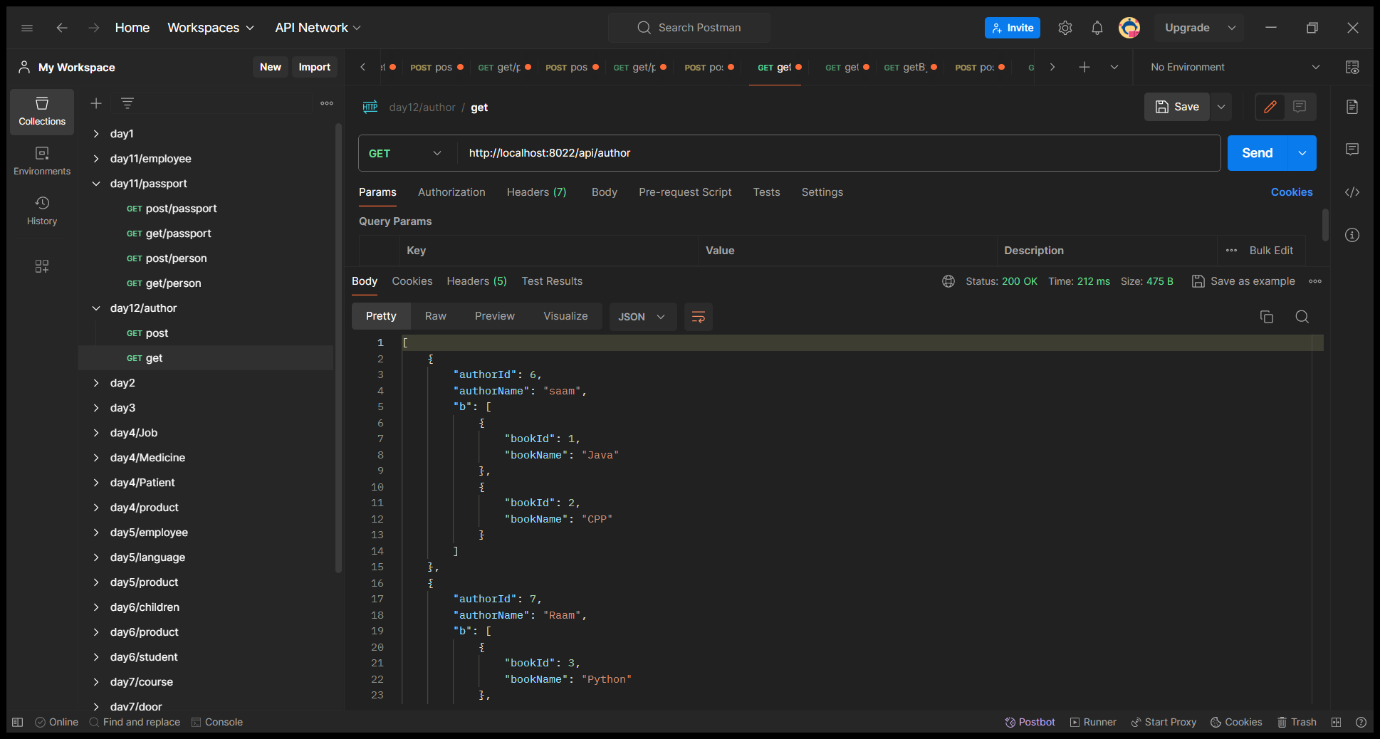 Home Workspaces API Network Search Postman Invite Upgrade
My Workspace New Import
GET POST pos GET get/p POST pos GET get/p POST po: GET get GET get GET getB POST po: G No Environment
Collections
Environments
History
day1
day11/employee
day11/passport
GET post/passport
GET get/passport
GET post/person
GET get/person
day12/author
GET post
GET get
day2
day3
day4/Job
day4/Medicine
day4/Patient
day4/product
day5/employee
day5/language
day5/product
day6/children
day6/product
day6/student
day7/course
day7/door
HTTP day12/author / get Save
GET http://localhost:8022/api/author Send
Params Authorization Headers (7) Body Pre-request Script Tests Settings Cookies
Query Params
Key Value Description Bulk Edit
Body Cookies Headers (5) Test Results Status: 200 OK Time: 212 ms Size: 475 B Save as example
Pretty Raw Preview Visualize JSON
1 [
2 {
3 "authorId": 6,
4 "authorName": "saam",
5 "b": [
6 {
7 "bookId": 1,
8 "bookName": "Java"
9 },
10 {
11 "bookId": 2,
12 "bookName": "CPP"
13 }
14 ]
15 },
16 {
17 "authorId": 7,
18 "authorName": "Raam",
19 "b": [
20 {
21 "bookId": 3,
22 "bookName": "Python"
23 },
Online Find and replace Console Postbot Runner Start Proxy Cookies Trash